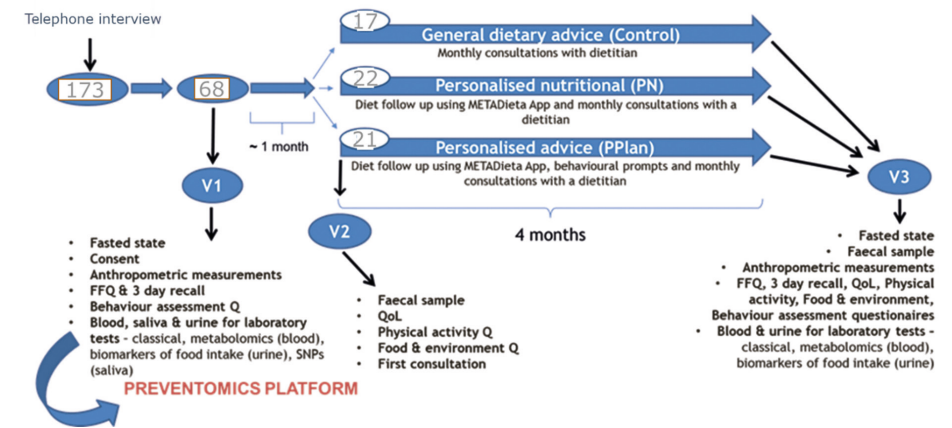 Telephone interview
173
68
~ 1 month
17
General dietary advice (Control)
Monthly consultations with dietitian
22
Personalised nutritional (PN)
Diet follow up using METADieta App and monthly consultations with a
dietitian
21
Personalised advice (PPlan)
Diet follow up using METADieta App, behavioural prompts and monthly
consultations with a dietitian
4 months
V1
• Fasted state
• Consent
• Anthropometric measurements
• FFQ & 3 day recall
• Behaviour assessment Q
• Blood, saliva & urine for laboratory
tests – classical, metabolomics (blood),
biomarkers of food intake (urine), SNPs
(saliva)
PREVENTOMICS PLATFORM
V2
• Faecal sample
• QoL
• Physical activity Q
• Food & environment Q
• First consultation
V3
• Fasted state
• Faecal sample
• Anthropometric measurements
• FFQ, 3 day recall, QoL, Physical
activity, Food & environment,
Behaviour assessment questionaires
• Blood & urine for laboratory tests –
classical, metabolomics (blood),
biomarkers of food intake (urine)